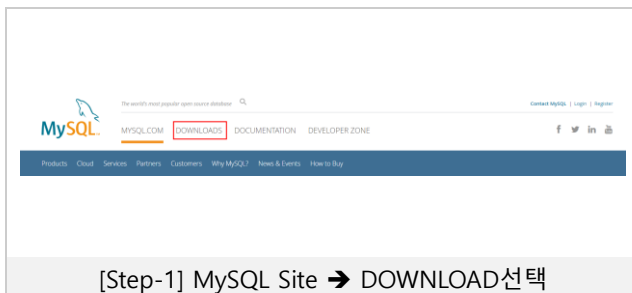 The world's most popular open source database
Contact MySQL | Login | Register
MySQL
MYSQL.COM DOWNLOADS DOCUMENTATION DEVELOPER ZONE
Products Cloud Services Partners Customers Why MySQL? News & Events How to Buy
[Step-1] MySQL Site ➔ DOWNLOAD선택